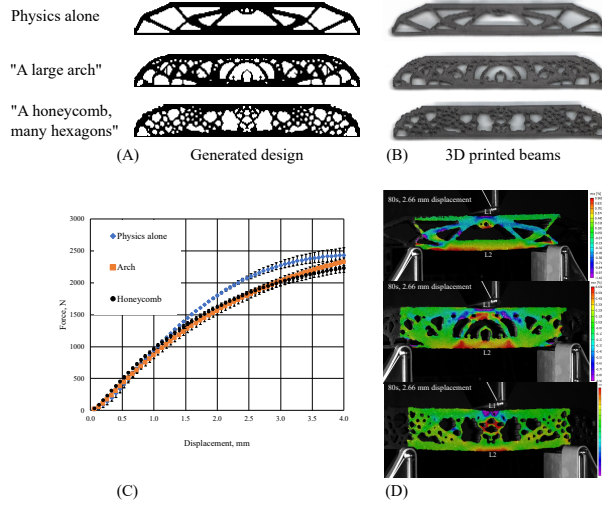 Physics alone
"A large arch"
"A honeycomb,
many hexagons"
(A)
Generated design
(B)
3D printed beams
3000
2500
2000
1500
1000
500
0
0.0 0.5 1.0 1.5 2.0 2.5 3.0 3.5 4.0
Force, N
Displacement, mm
Physics alone
Arch
Honeycomb
(C)
80s, 2.66 mm displacement
L1
L2
80s, 2.66 mm displacement
L1
L2
80s, 2.66 mm displacement
L1
L2
(D)